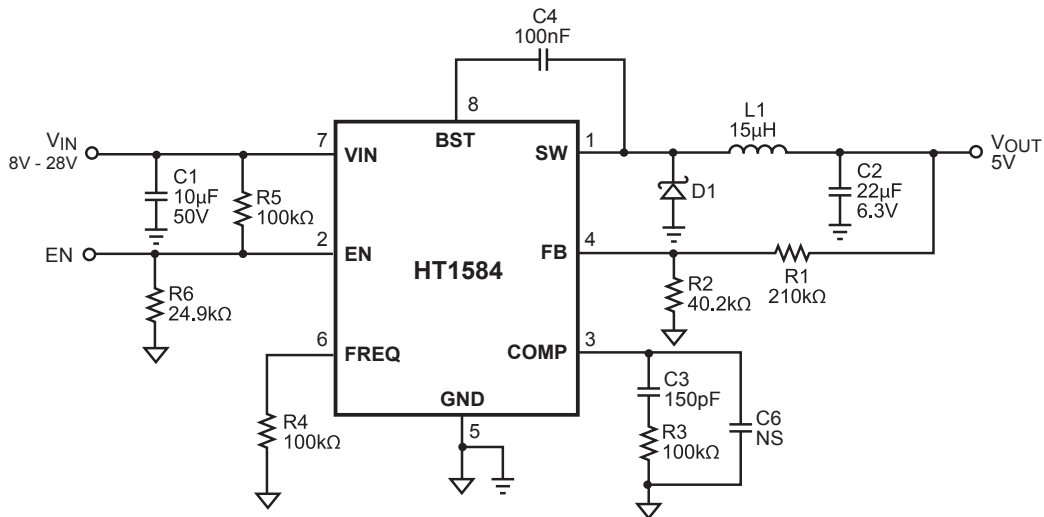 C4
100nF
8
L1
15µH
VIN
8V - 28V
7
VIN
BST
SW
1
VOUT
5V
C1
10µF
50V
R5
100kΩ
D1
C2
22µF
6.3V
EN
2
EN
HT1584
FB
4
R1
210kΩ
R6
24.9kΩ
R2
40.2kΩ
6
FREQ
COMP
3
GND
5
R4
100kΩ
C3
150pF
R3
100kΩ
C6
NS